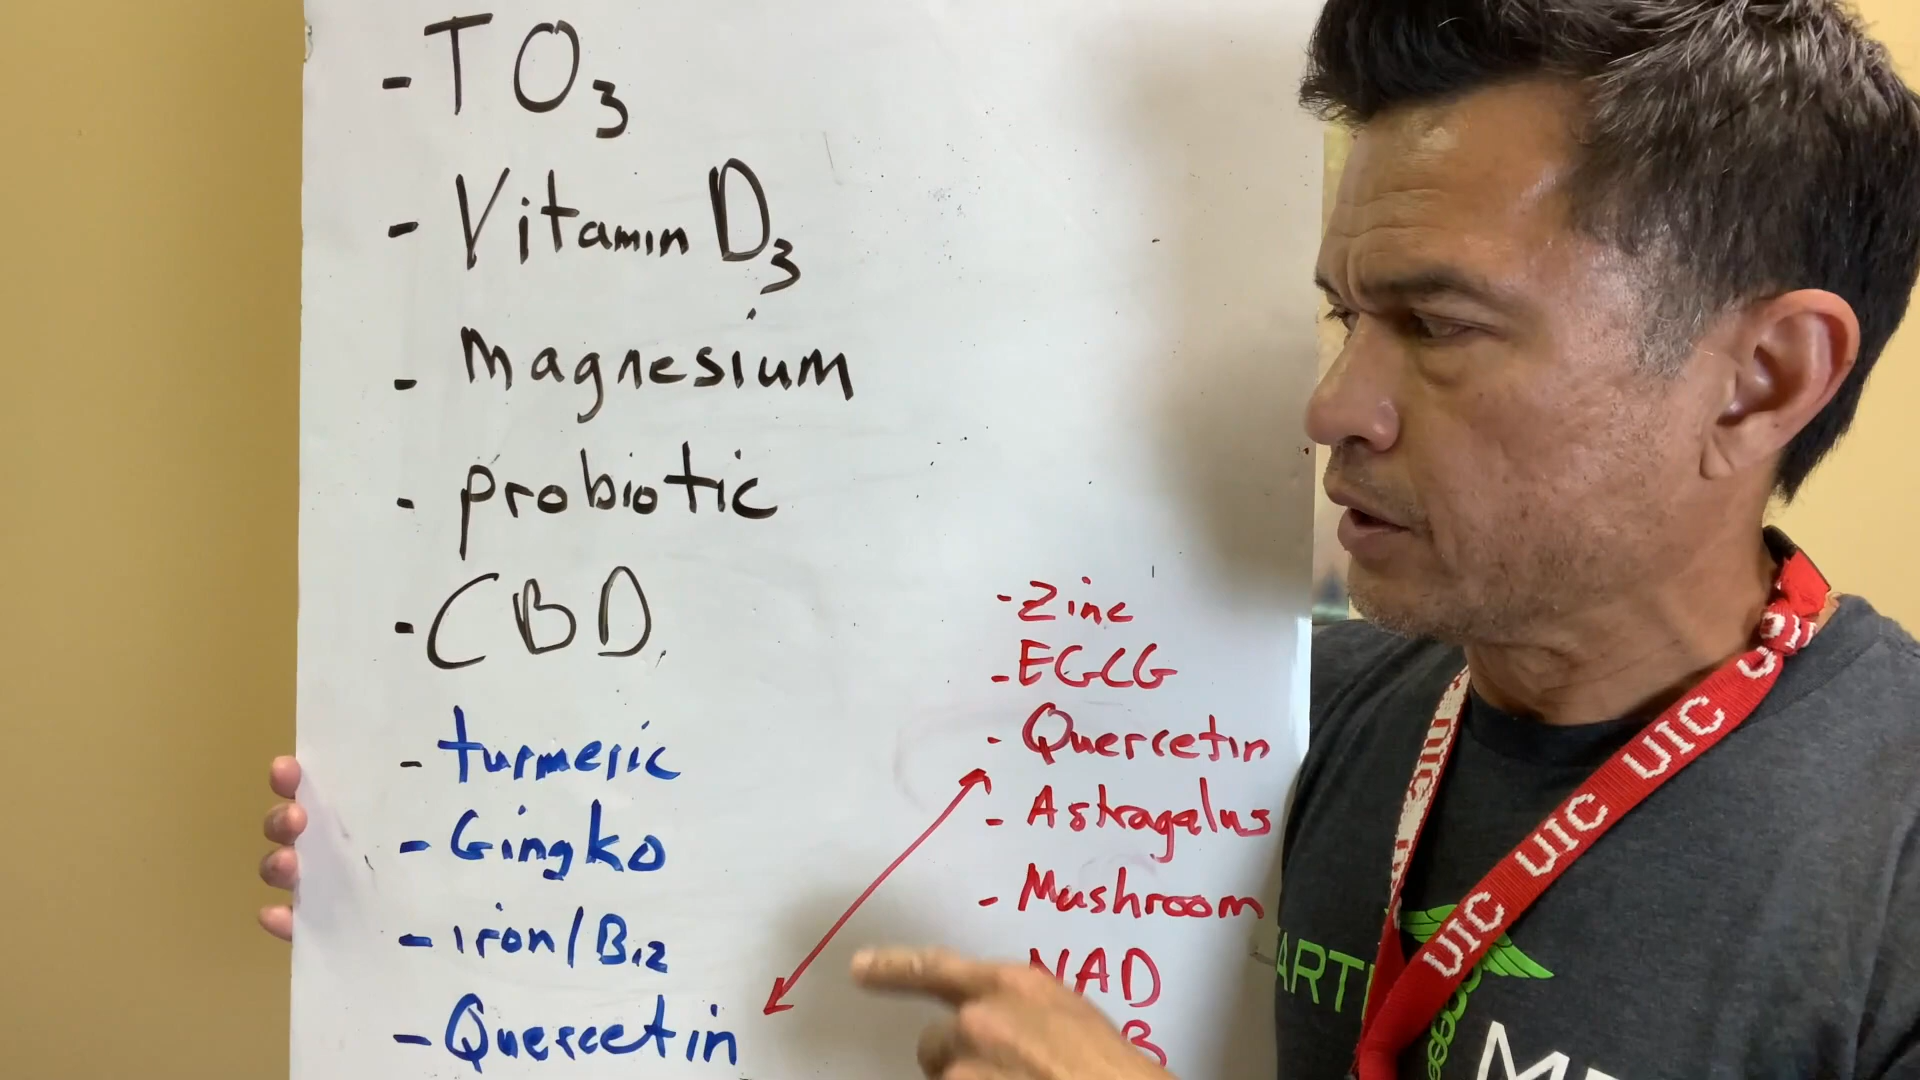 - TO3
- Vitamin D3
- Magnesium
- probiotic
- CBD
- turmeric
- Gingko
- iron/B12
- Quercetin
- Zinc
- EGCG
- Quercetin
- Astragalus
- Mushroom
NAD
B
UIC UIC UIC
ARTI